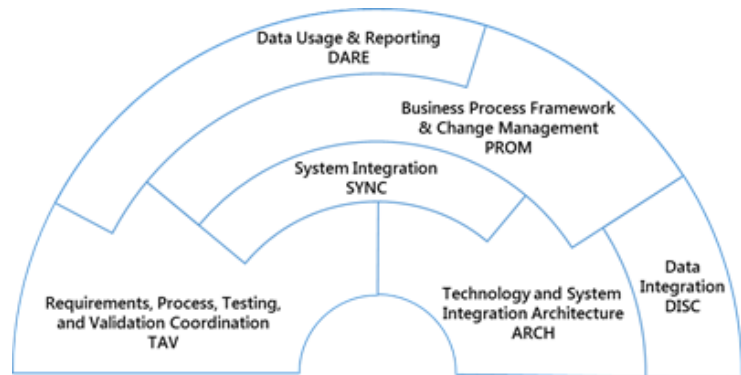 Data Usage & Reporting
DARE
Business Process Framework
& Change Management
PROM
System Integration
SYNC
Data
Integration
DISC
Requirements, Process, Testing,
and Validation Coordination
TAV
Technology and System
Integration Architecture
ARCH